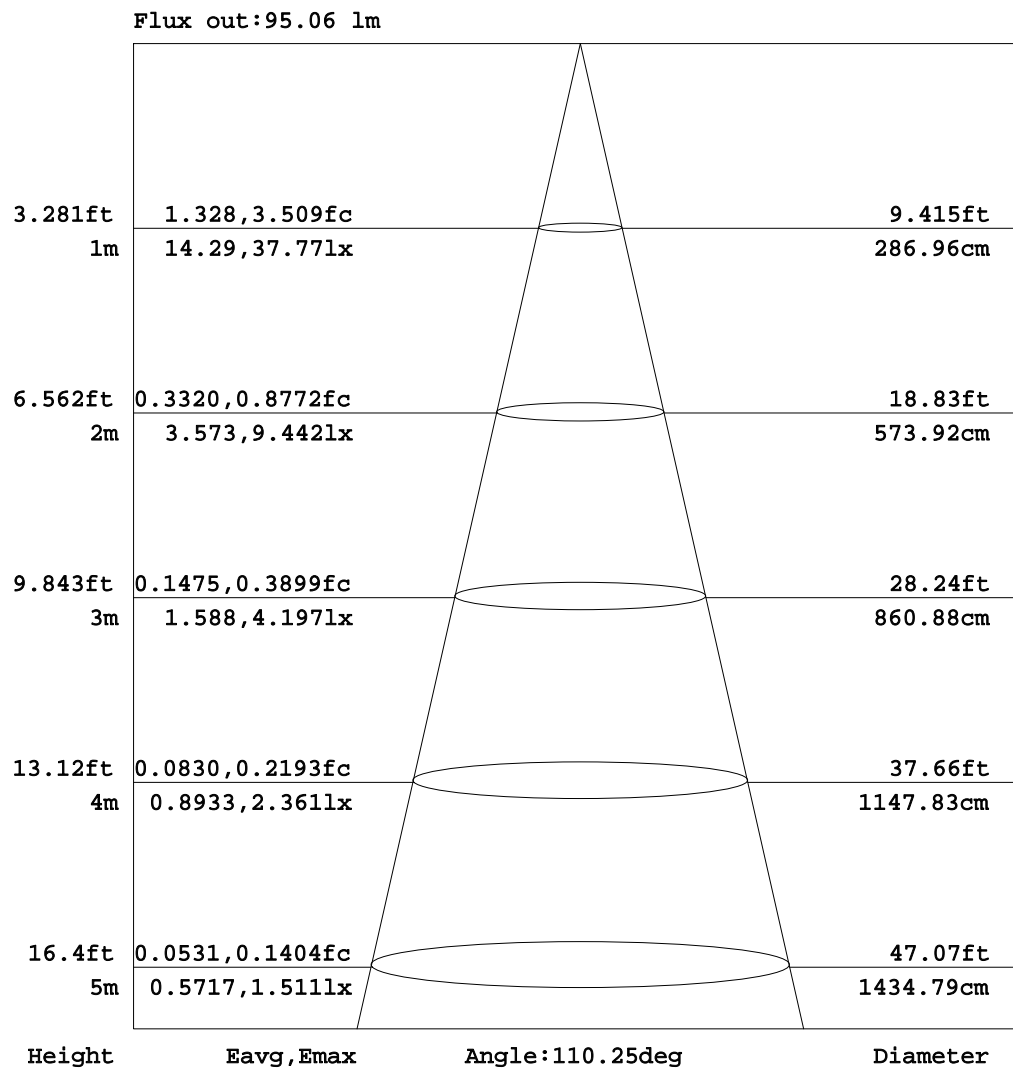 Flux out:95.06 lm
3.281ft 1.328,3.509fc 9.415ft
1m 14.29,37.77lx 286.96cm
6.562ft 0.3320,0.8772fc 18.83ft
2m 3.573,9.442lx 573.92cm
9.843ft 0.1475,0.3899fc 28.24ft
3m 1.588,4.197lx 860.88cm
13.12ft 0.0830,0.2193fc 37.66ft
4m 0.8933,2.361lx 1147.83cm
16.4ft 0.0531,0.1404fc 47.07ft
5m 0.5717,1.511lx 1434.79cm
Height Eavg,Emax Angle:110.25deg Diameter